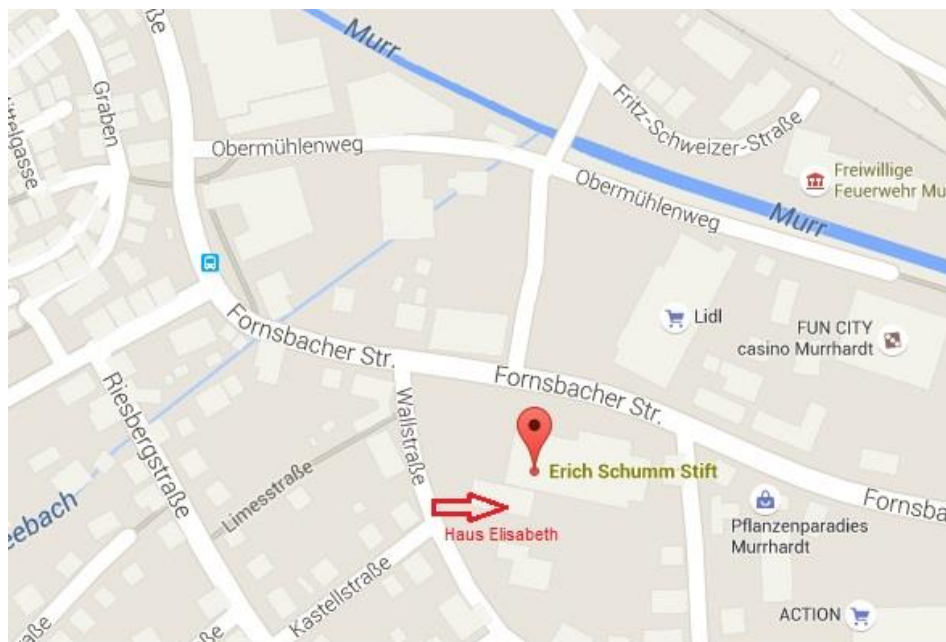 Murr
Graben
Fritz-Schweizer-Straße
Obermühlenweg
Freiwillige
Feuerwehr Mu
Obermühlenweg
Murr
Lidl
FUN CITY
casino Murrhardt
Fornsbacher Str.
Fornsbacher Str.
Riesbergstraße
Wallstraße
Limesstraße
Erich Schumm Stift
Haus Elisabeth
Pflanzenparadies
Murrhardt
Fornsba
eebach
Kastellstraße
ACTION